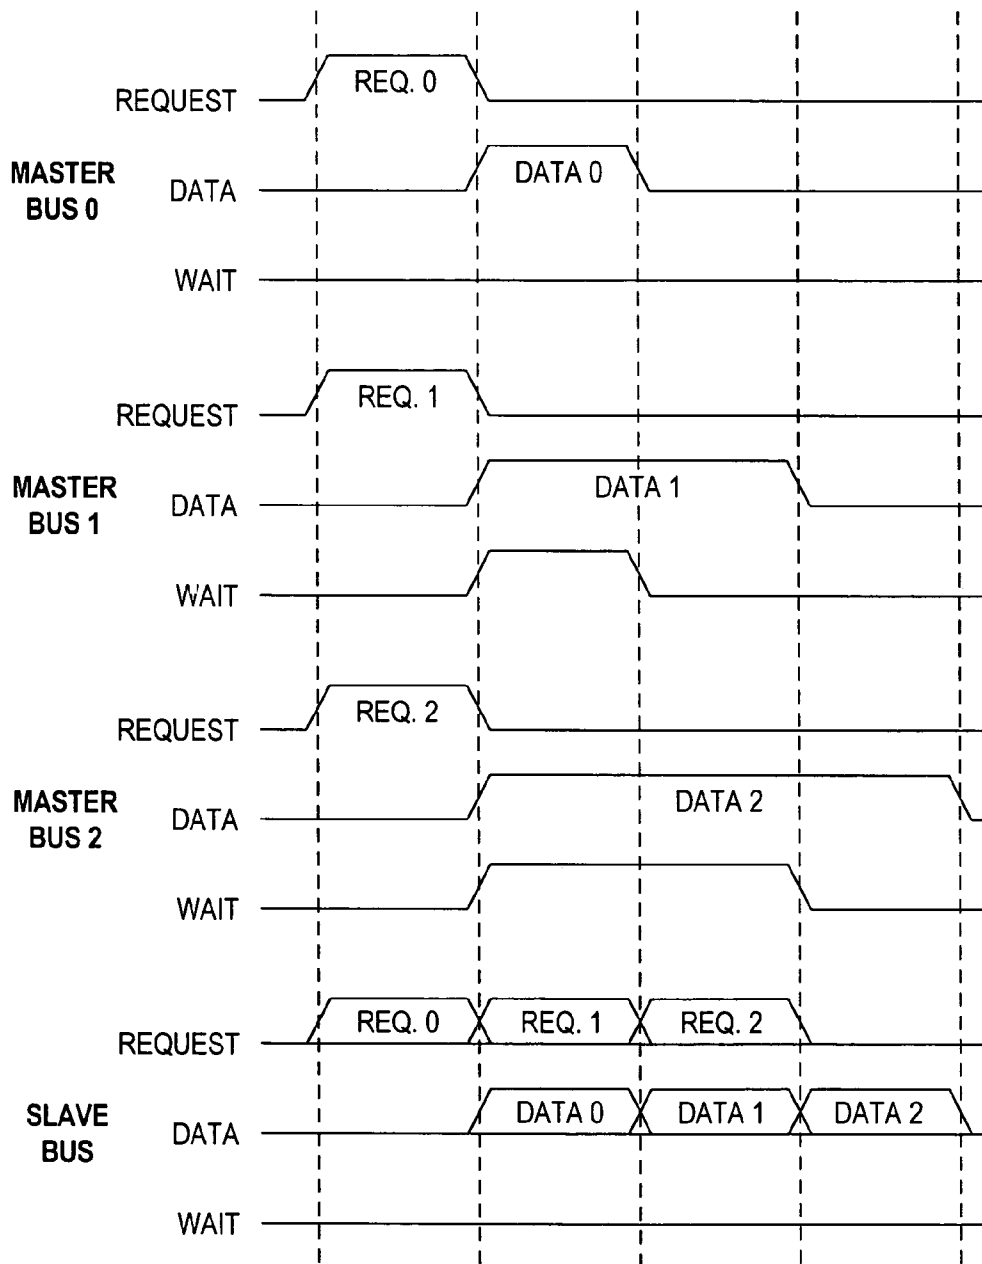 REQUEST
REQ. 0
MASTER
BUS 0
DATA
DATA 0
WAIT
REQUEST
REQ. 1
MASTER
BUS 1
DATA
DATA 1
WAIT
REQUEST
REQ. 2
MASTER
BUS 2
DATA
DATA 2
WAIT
REQUEST
REQ. 0
REQ. 1
REQ. 2
SLAVE
BUS
DATA
DATA 0
DATA 1
DATA 2
WAIT